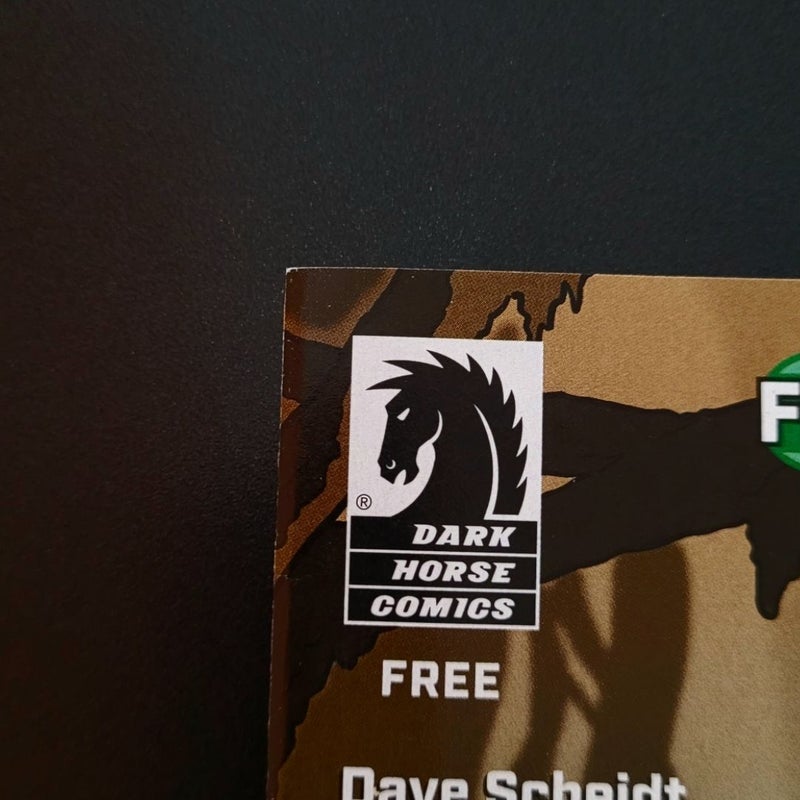 F
®
DARK
HORSE
COMICS
FREE
Dave Scheidt